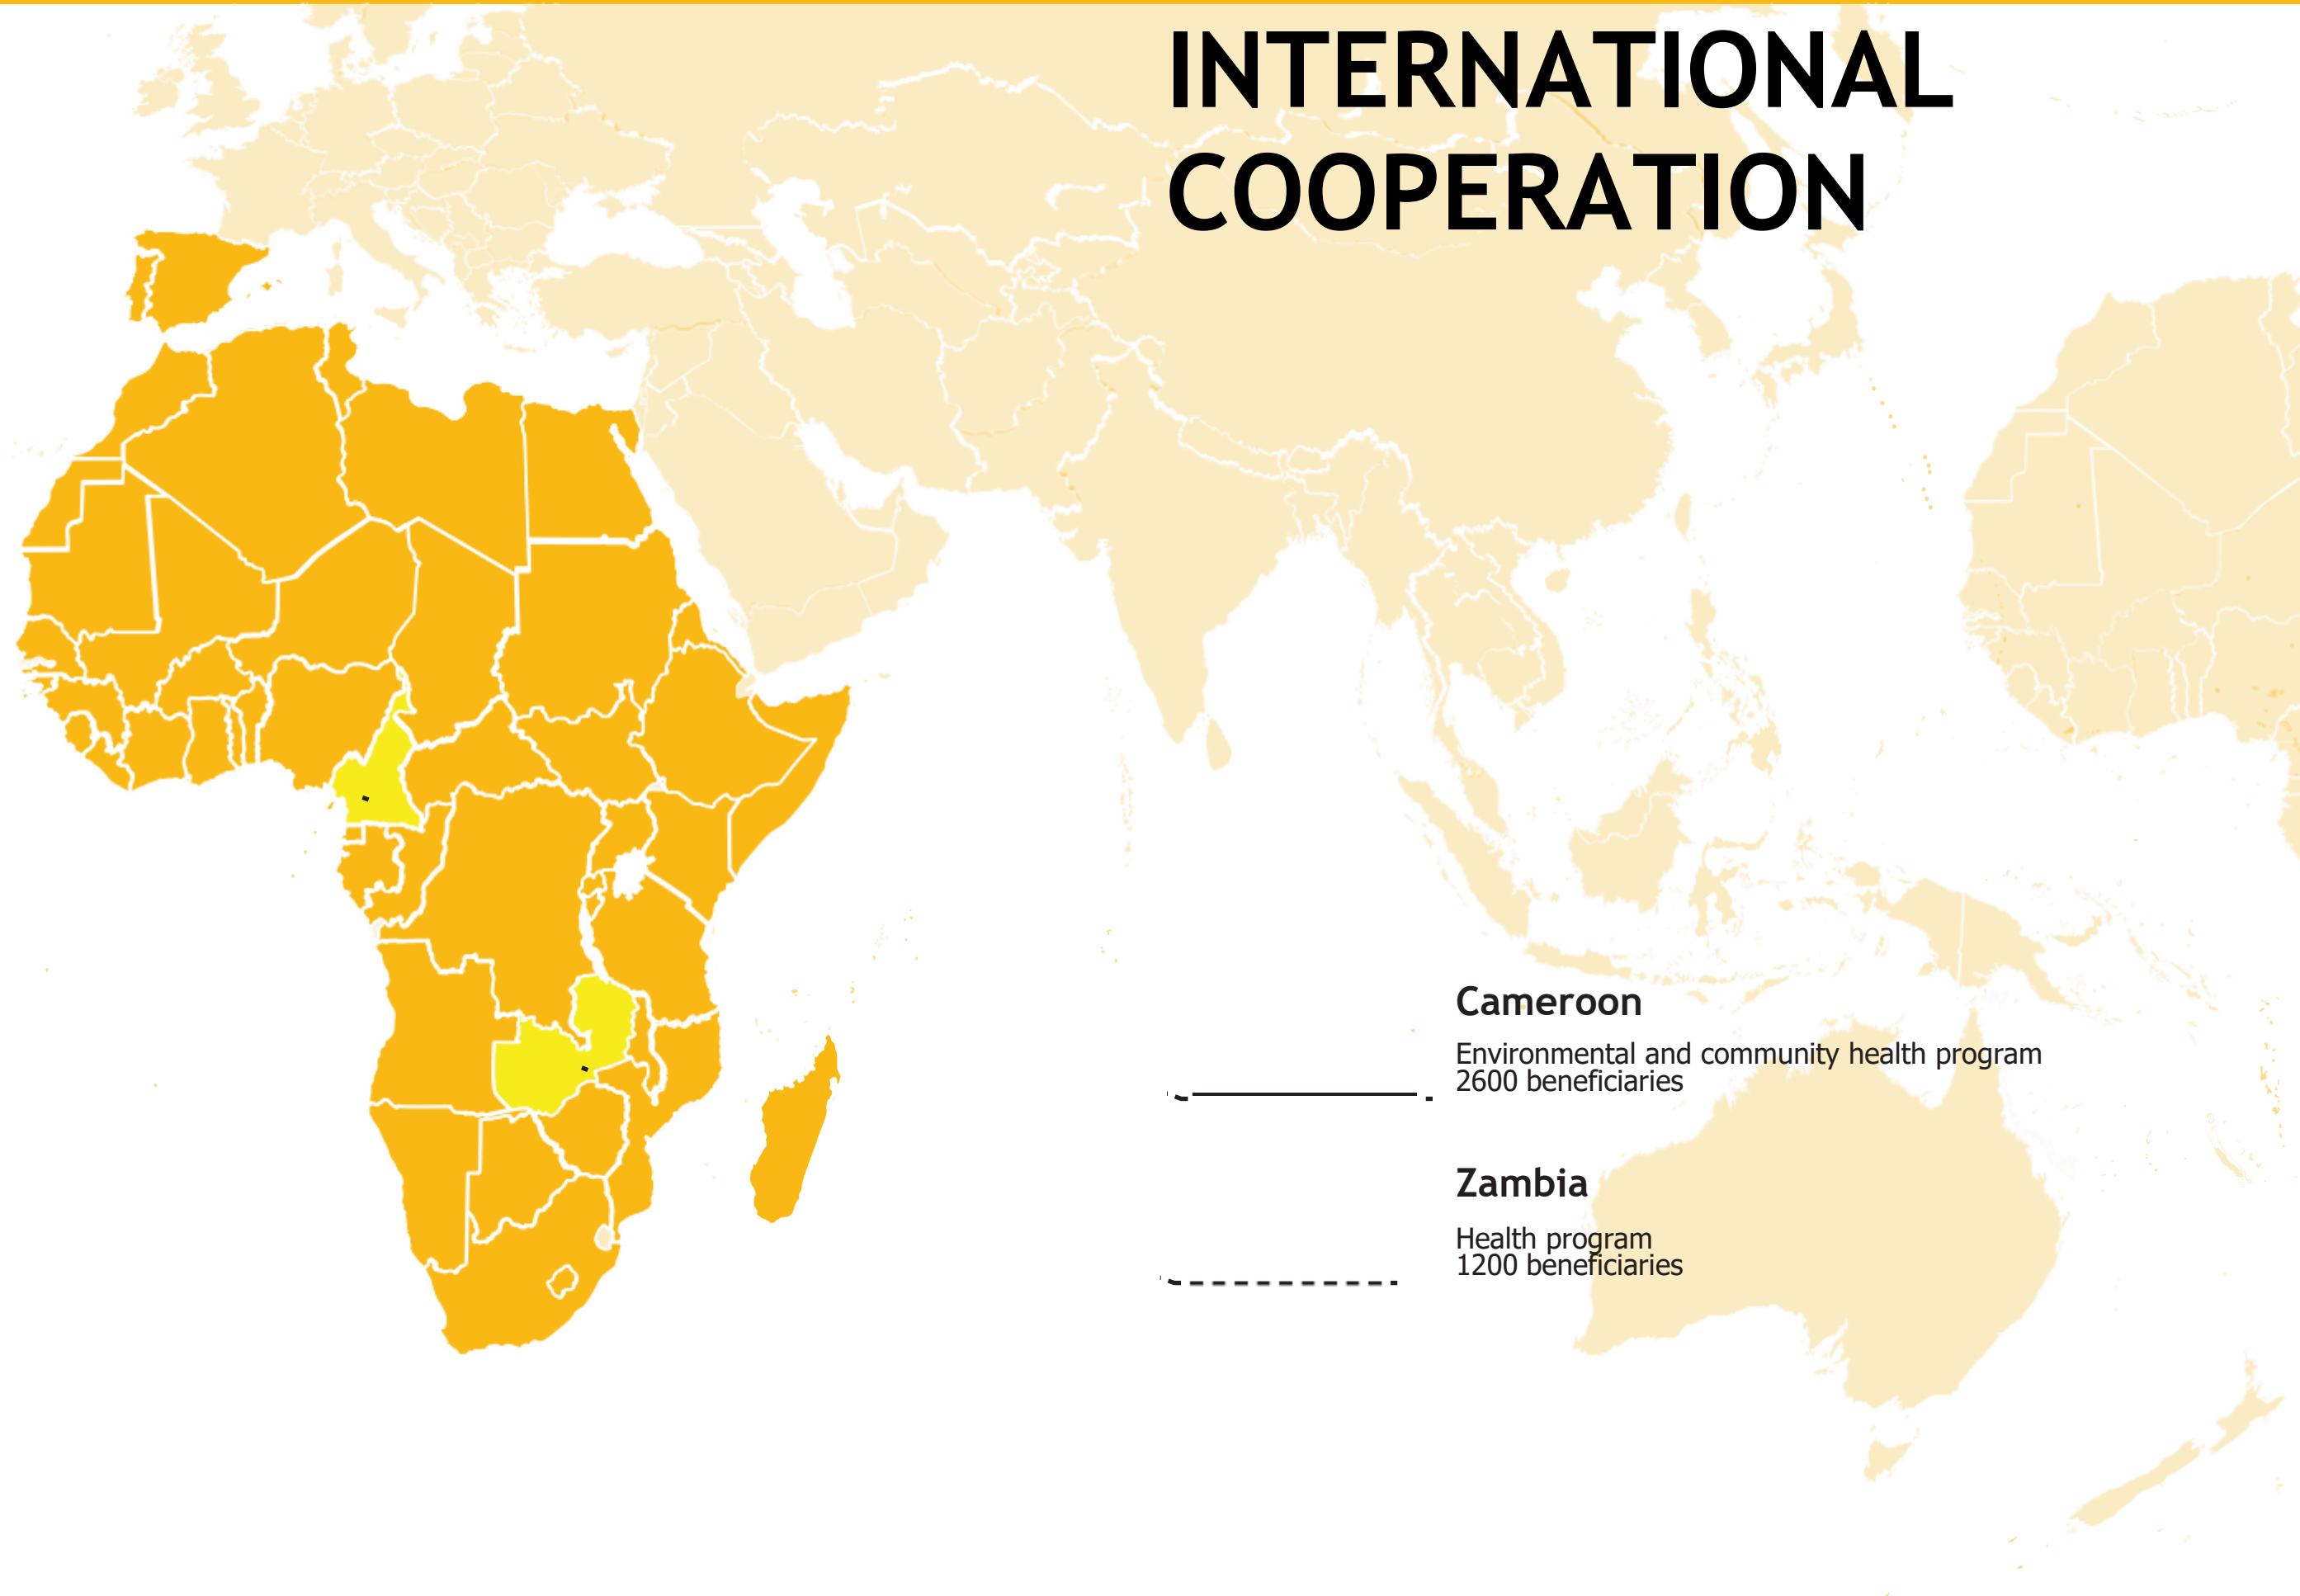 INTERNATIONAL
COOPERATION
Cameroon
Environmental and community health program
2600 beneficiaries
Zambia
Health program
1200 beneficiaries